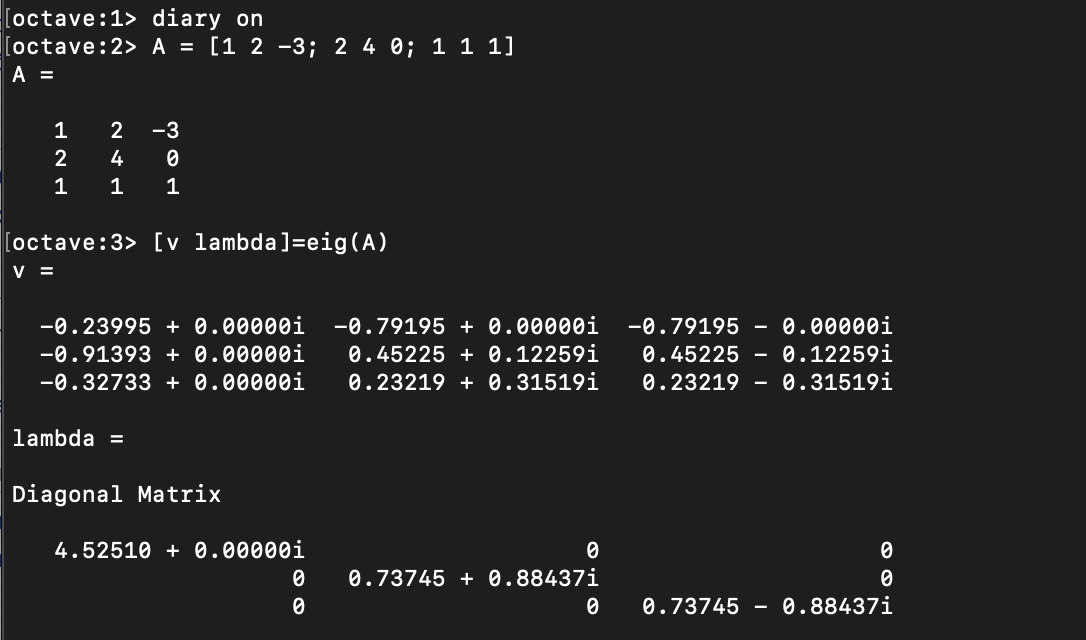 [octave:1> diary on
[octave:2> A = [1 2 -3; 2 4 0; 1 1 1]
A =
1 2 -3
2 4 0
1 1 1
[octave:3> [v lambda]=eig(A)
v =
-0.23995 + 0.00000i -0.79195 + 0.00000i -0.79195 - 0.00000i
-0.91393 + 0.00000i 0.45225 + 0.12259i 0.45225 - 0.12259i
-0.32733 + 0.00000i 0.23219 + 0.31519i 0.23219 - 0.31519i
lambda =
Diagonal Matrix
4.52510 + 0.00000i 0 0
0 0.73745 + 0.88437i 0
0 0 0.73745 - 0.88437i